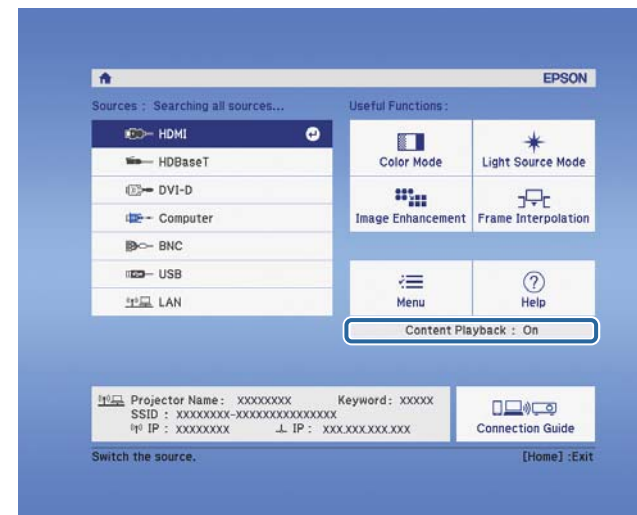 EPSON
Sources : Searching all sources...
HDMI
HDBaseT
DVI-D
Computer
BNC
USB
LAN
Useful Functions :
Color Mode
Light Source Mode
Image Enhancement
Frame Interpolation
Menu
Help
Content Playback : On
Projector Name : XXXXXXXX Keyword : XXXXX
SSID : XXXXXXXX-XXXXXXXXXXXXXXX
IP : XXXXXXXX IP : XXX.XXX.XXX.XXX
Connection Guide
Switch the source. [Home] :Exit